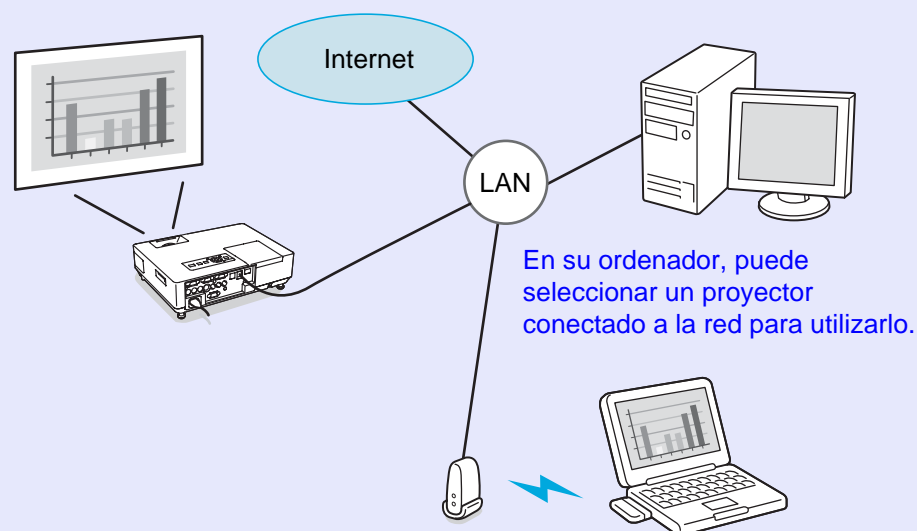 Internet
LAN
En su ordenador, puede
seleccionar un proyector
conectado a la red para utilizarlo.